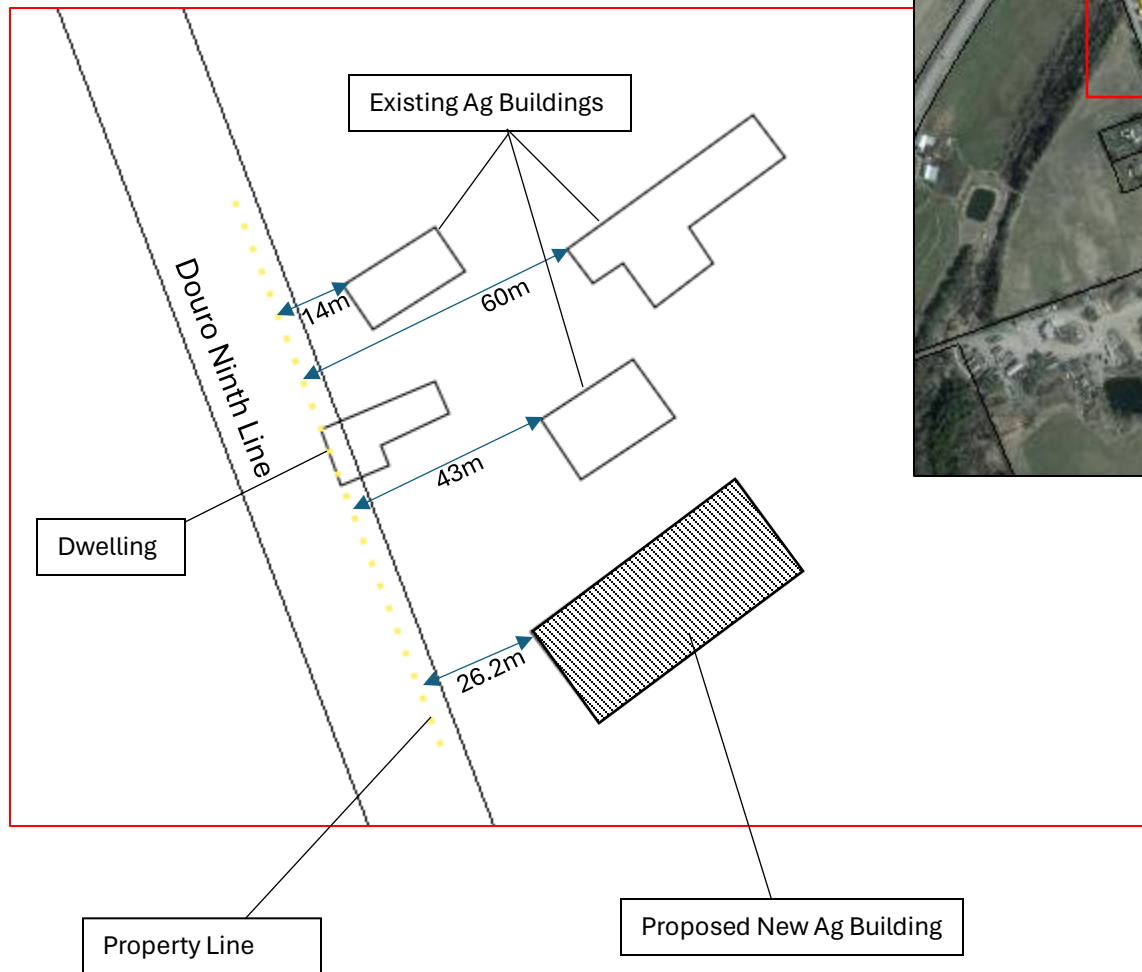 Existing Ag Buildings
14m
60m
Douro Ninth Line
43m
Dwelling
26.2m
Property Line
Proposed New Ag Building